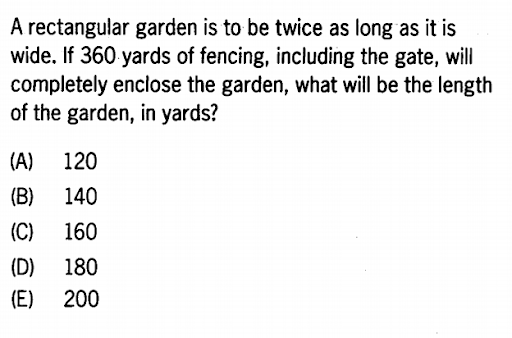 A rectangular garden is to be twice as long as it is
wide. If 360 yards of fencing, including the gate, will
completely enclose the garden, what will be the length
of the garden, in yards?
(A) 120
(B) 140
(C) 160
(D) 180
(E) 200